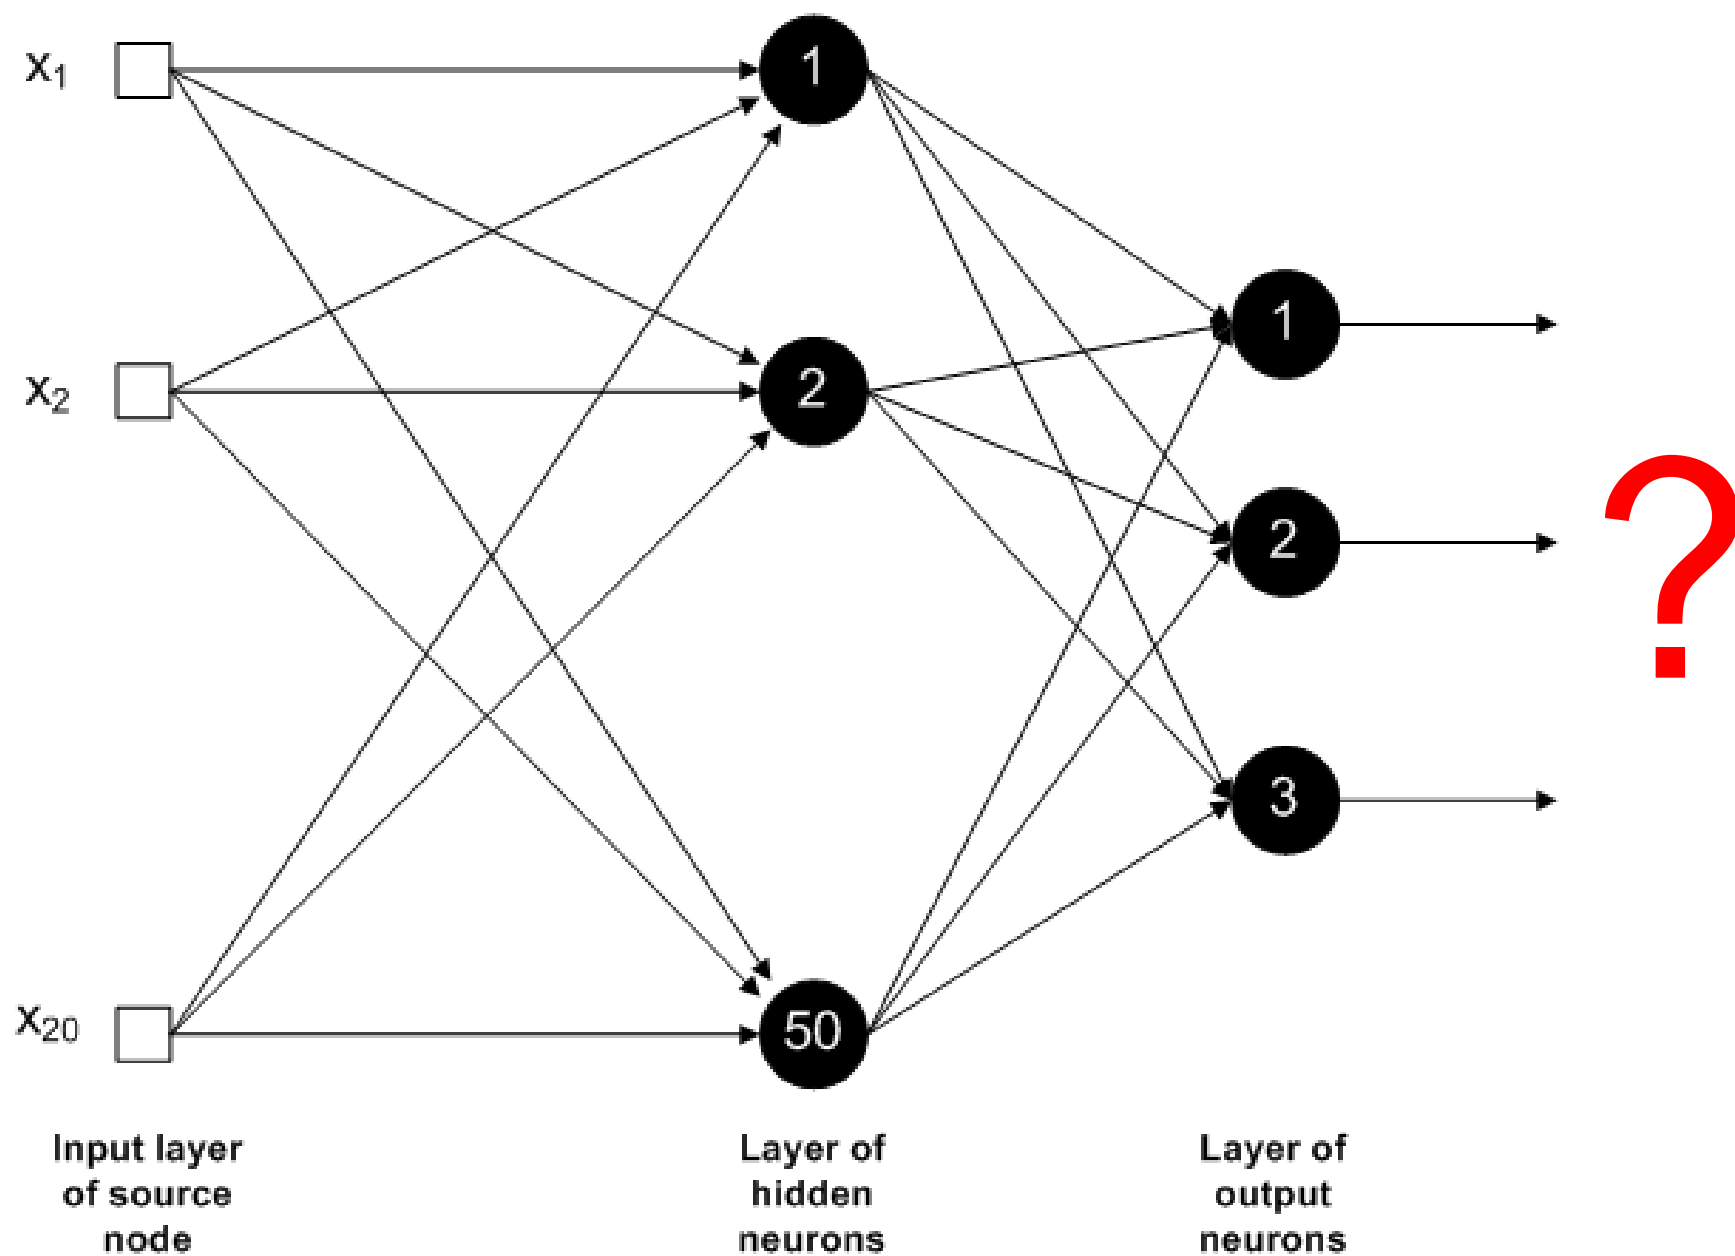 x₁
1
x₂
2
1
2
?
3
x₂₀
50
Input layer
of source
node
Layer of
hidden
neurons
Layer of
output
neurons